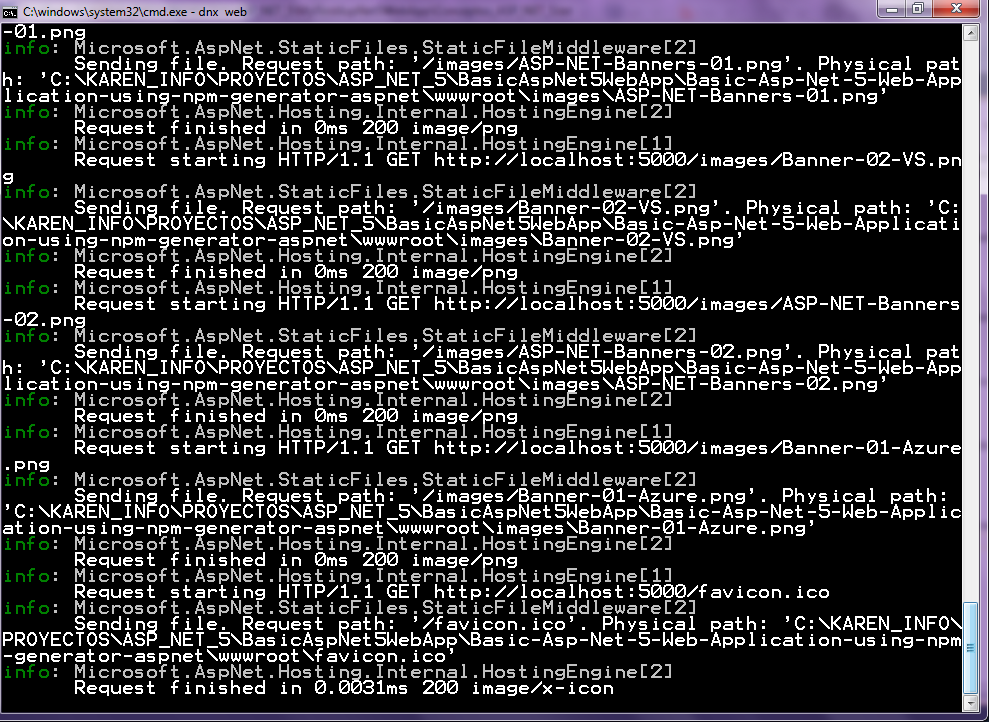 C:\windows\system32\cmd.exe - dnx  web
-01.png
info: Microsoft.AspNet.StaticFiles.StaticFileMiddleware[2]
      Sending file. Request path: '/images/ASP-NET-Banners-01.png'. Physical pat
h: 'C:\KAREN_INFO\PROYECTOS\ASP_NET_5\BasicAspNet5WebApp\Basic-Asp-Net-5-Web-App
lication-using-npm-generator-aspnet\wwwroot\images\ASP-NET-Banners-01.png'
info: Microsoft.AspNet.Hosting.Internal.HostingEngine[2]
      Request finished in 0ms 200 image/png
info: Microsoft.AspNet.Hosting.Internal.HostingEngine[1]
      Request starting HTTP/1.1 GET http://localhost:5000/images/Banner-02-VS.pn
g
info: Microsoft.AspNet.StaticFiles.StaticFileMiddleware[2]
      Sending file. Request path: '/images/Banner-02-VS.png'. Physical path: 'C:
\KAREN_INFO\PROYECTOS\ASP_NET_5\BasicAspNet5WebApp\Basic-Asp-Net-5-Web-Applicati
on-using-npm-generator-aspnet\wwwroot\images\Banner-02-VS.png'
info: Microsoft.AspNet.Hosting.Internal.HostingEngine[2]
      Request finished in 0ms 200 image/png
info: Microsoft.AspNet.Hosting.Internal.HostingEngine[1]
      Request starting HTTP/1.1 GET http://localhost:5000/images/ASP-NET-Banners
-02.png
info: Microsoft.AspNet.StaticFiles.StaticFileMiddleware[2]
      Sending file. Request path: '/images/ASP-NET-Banners-02.png'. Physical pat
h: 'C:\KAREN_INFO\PROYECTOS\ASP_NET_5\BasicAspNet5WebApp\Basic-Asp-Net-5-Web-App
lication-using-npm-generator-aspnet\wwwroot\images\ASP-NET-Banners-02.png'
info: Microsoft.AspNet.Hosting.Internal.HostingEngine[2]
      Request finished in 0ms 200 image/png
info: Microsoft.AspNet.Hosting.Internal.HostingEngine[1]
      Request starting HTTP/1.1 GET http://localhost:5000/images/Banner-01-Azure
.png
info: Microsoft.AspNet.StaticFiles.StaticFileMiddleware[2]
      Sending file. Request path: '/images/Banner-01-Azure.png'. Physical path:
'C:\KAREN_INFO\PROYECTOS\ASP_NET_5\BasicAspNet5WebApp\Basic-Asp-Net-5-Web-Applic
ation-using-npm-generator-aspnet\wwwroot\images\Banner-01-Azure.png'
info: Microsoft.AspNet.Hosting.Internal.HostingEngine[2]
      Request finished in 0ms 200 image/png
info: Microsoft.AspNet.Hosting.Internal.HostingEngine[1]
      Request starting HTTP/1.1 GET http://localhost:5000/favicon.ico
info: Microsoft.AspNet.StaticFiles.StaticFileMiddleware[2]
      Sending file. Request path: '/favicon.ico'. Physical path: 'C:\KAREN_INFO\
PROYECTOS\ASP_NET_5\BasicAspNet5WebApp\Basic-Asp-Net-5-Web-Application-using-npm
-generator-aspnet\wwwroot\favicon.ico'
info: Microsoft.AspNet.Hosting.Internal.HostingEngine[2]
      Request finished in 0.0031ms 200 image/x-icon